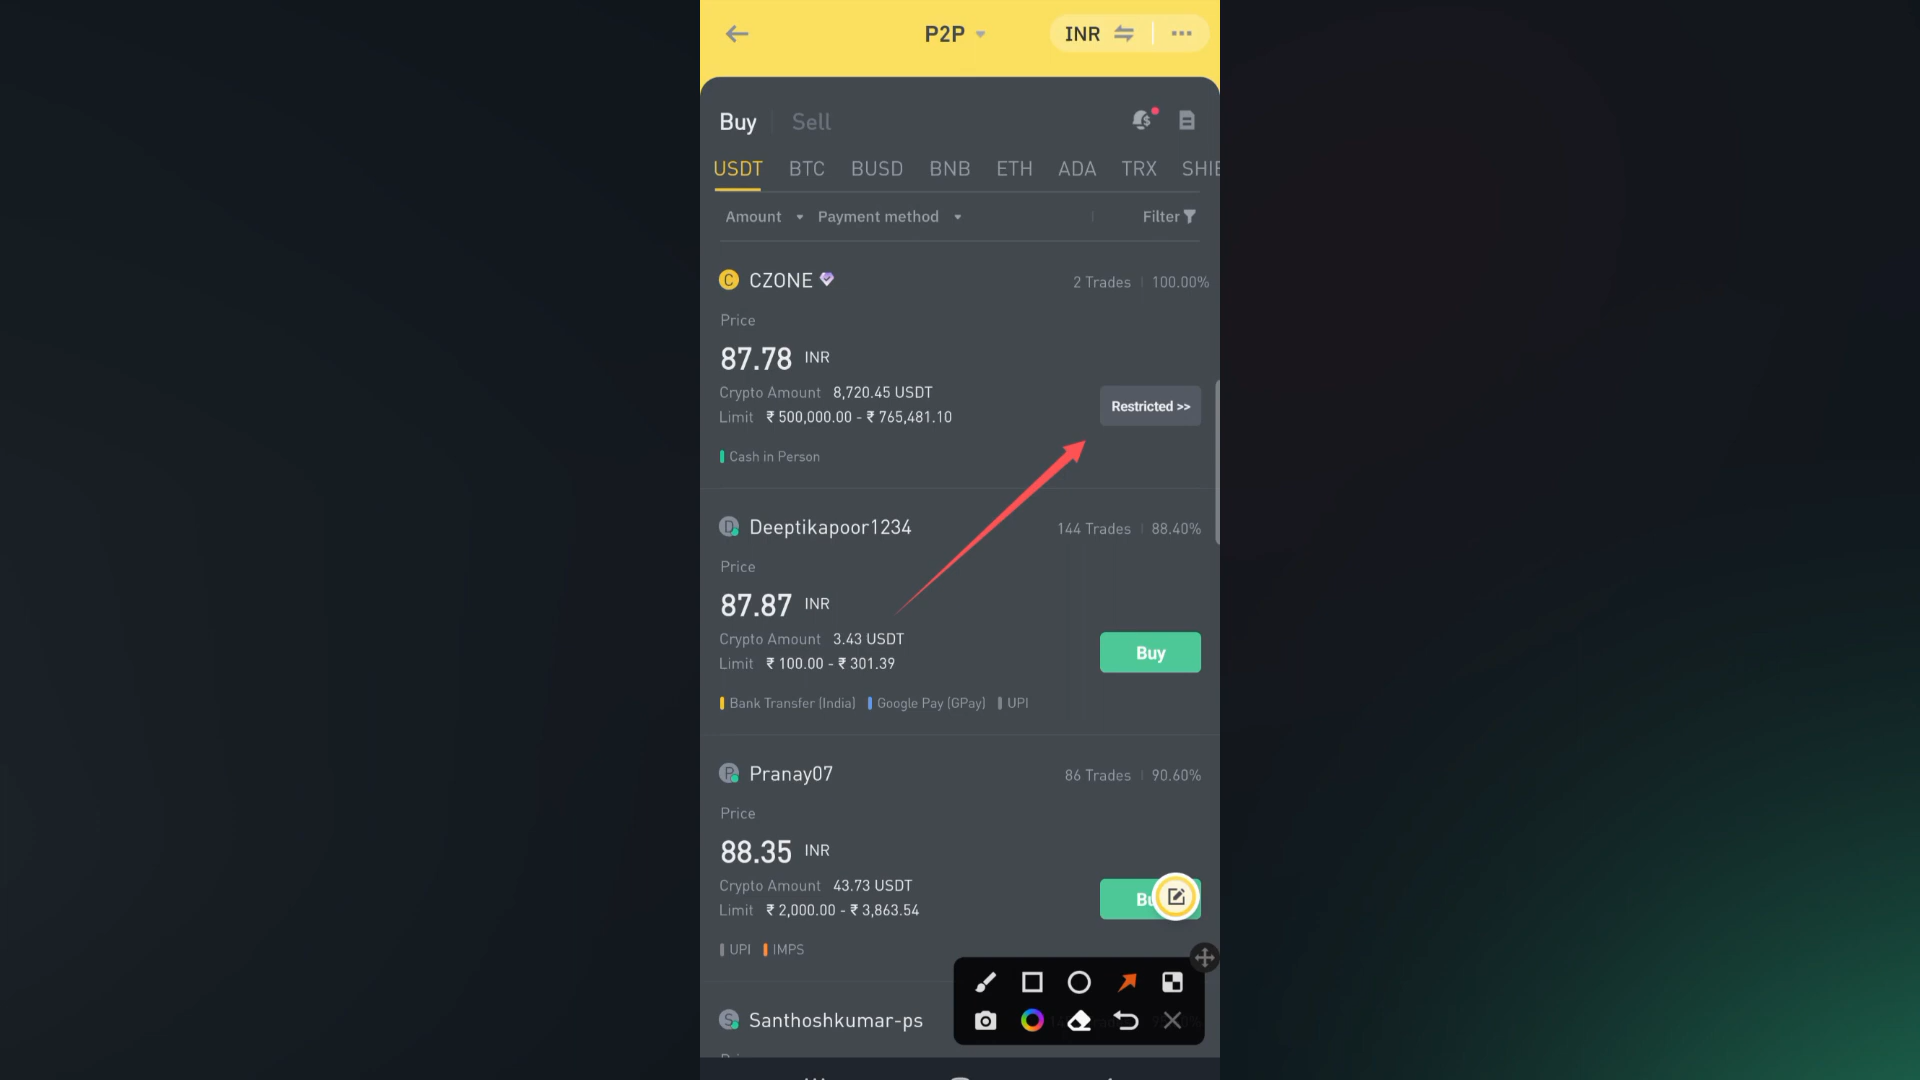 P2P
INR
Buy Sell
USDT BTC BUSD BNB ETH ADA TRX SHIB
Amount Payment method Filter
C CZONE 2 Trades 100.00%
Price
87.78 INR
Crypto Amount 8,720.45 USDT
Limit ₹ 500,000.00 - ₹ 765,481.10
Restricted >>
Cash in Person
D Deeptikapoor1234 144 Trades 88.40%
Price
87.87 INR
Crypto Amount 3.43 USDT
Limit ₹ 100.00 - ₹ 301.39
Buy
Bank Transfer (India) Google Pay (GPay) UPI
P Pranay07 86 Trades 90.60%
Price
88.35 INR
Crypto Amount 43.73 USDT
Limit ₹ 2,000.00 - ₹ 3,863.54
UPI IMPS
S Santhoshkumar-ps